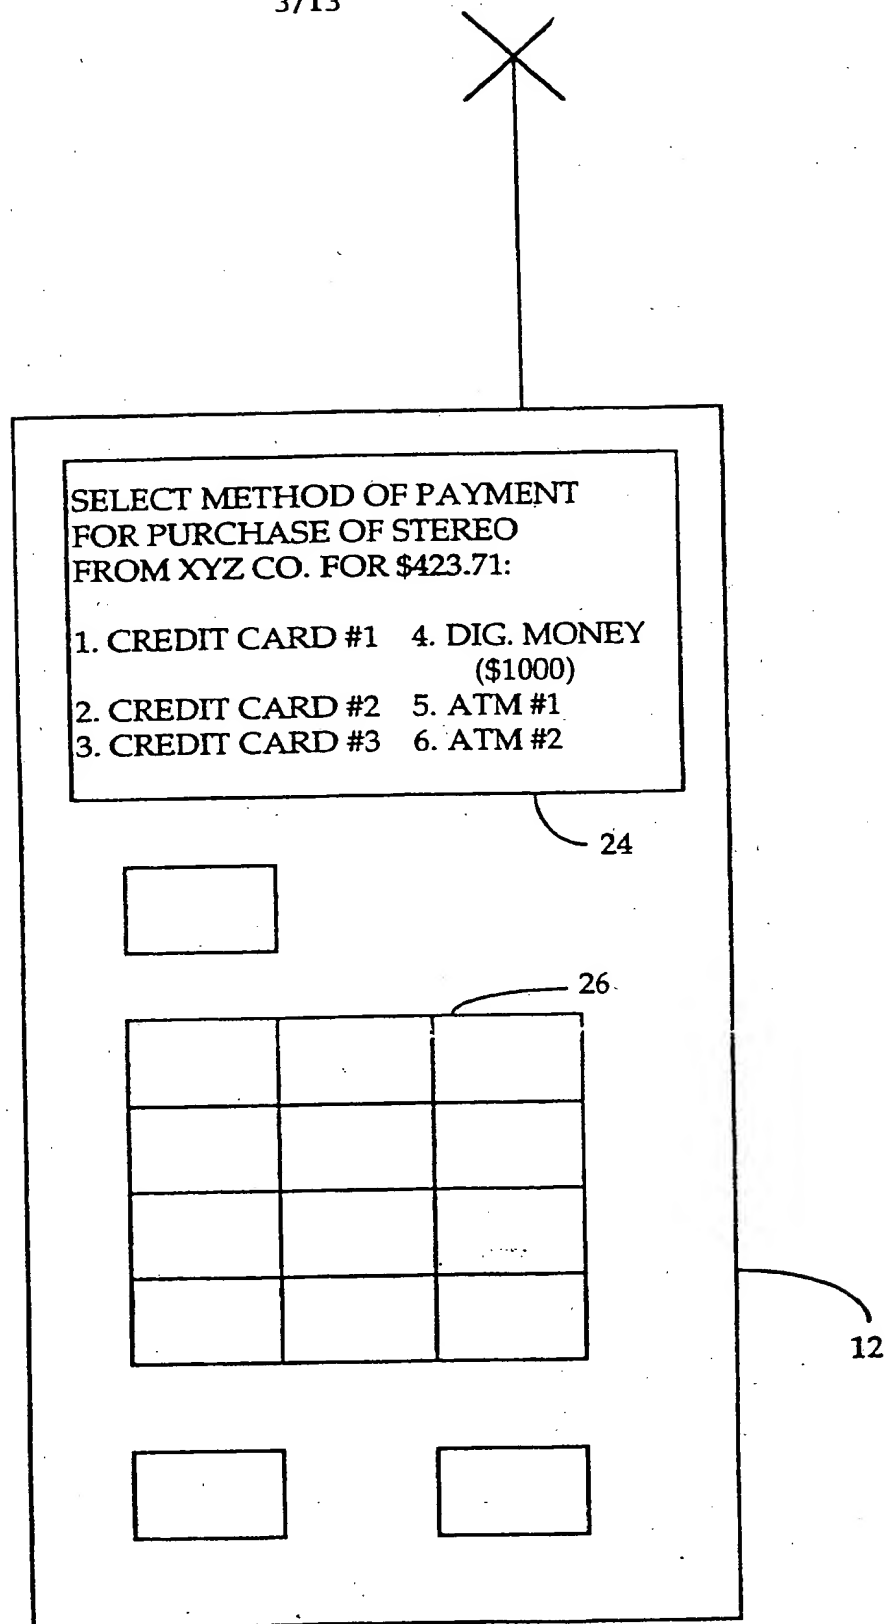 3/13
SELECT METHOD OF PAYMENT
FOR PURCHASE OF STEREO
FROM XYZ CO. FOR $423.71:
1. CREDIT CARD #1 4. DIG. MONEY
($1000)
2. CREDIT CARD #2 5. ATM #1
3. CREDIT CARD #3 6. ATM #2
24
26
12